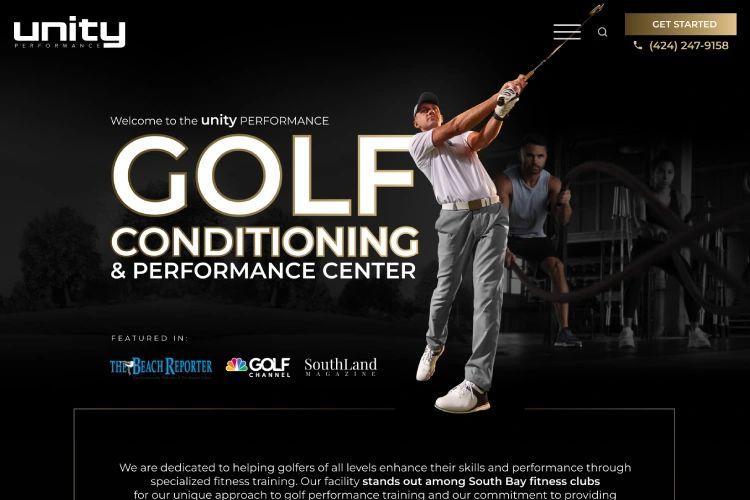 unity
PERFORMANCE
GET STARTED
(424) 247-9158
Welcome to the unity PERFORMANCE
GOLF
CONDITIONING
& PERFORMANCE CENTER
FEATURED IN:
THE BEACH REPORTER
GOLF
CHANNEL
SOUTHLAND
MAGAZINE
We are dedicated to helping golfers of all levels enhance their skills and performance through
specialized fitness training. Our facility stands out among South Bay fitness clubs
for our unique approach to golf performance training and our commitment to providing